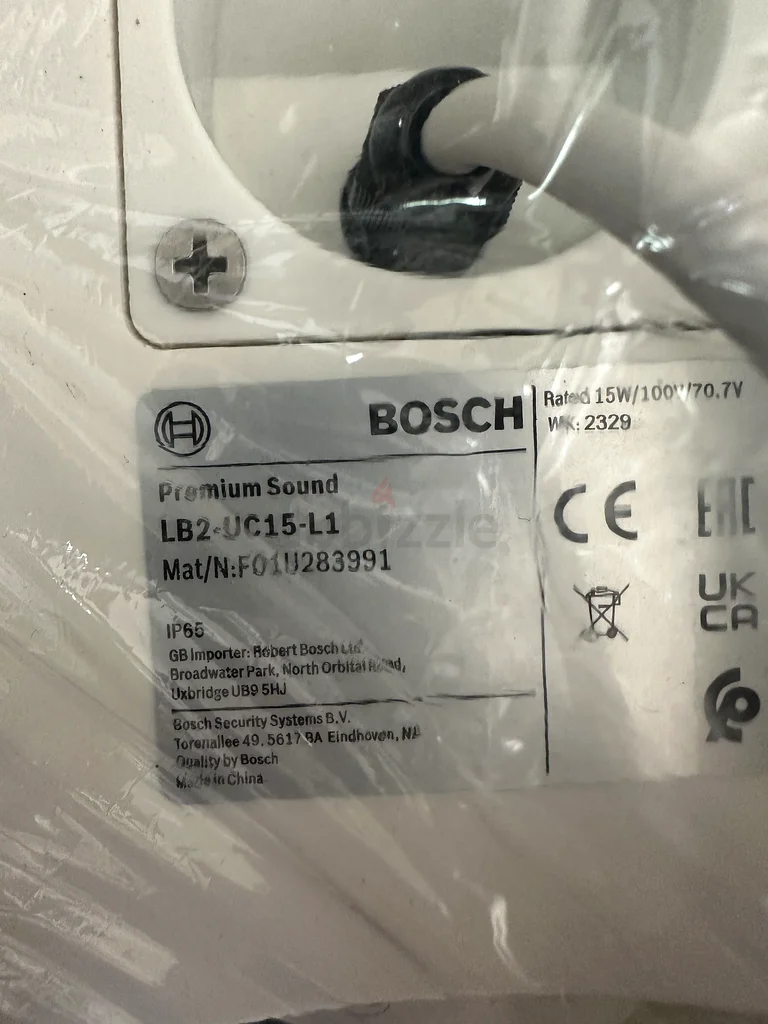 BOSCH
Premium Sound
LB2-UC15-L1
Mat/N:F01U283991
IP65
GB Importer: Robert Bosch Ltd
Broadwater Park, North Orbital Road,
Uxbridge UB9 5HJ
Bosch Security Systems B.V.
Torenallee 49, 5617 BA Eindhoven, NL
Quality by Bosch
Made in China
Rated 15W/100V/70.7V
WK: 2329
CE
EAC
UK
CA
dubizzle